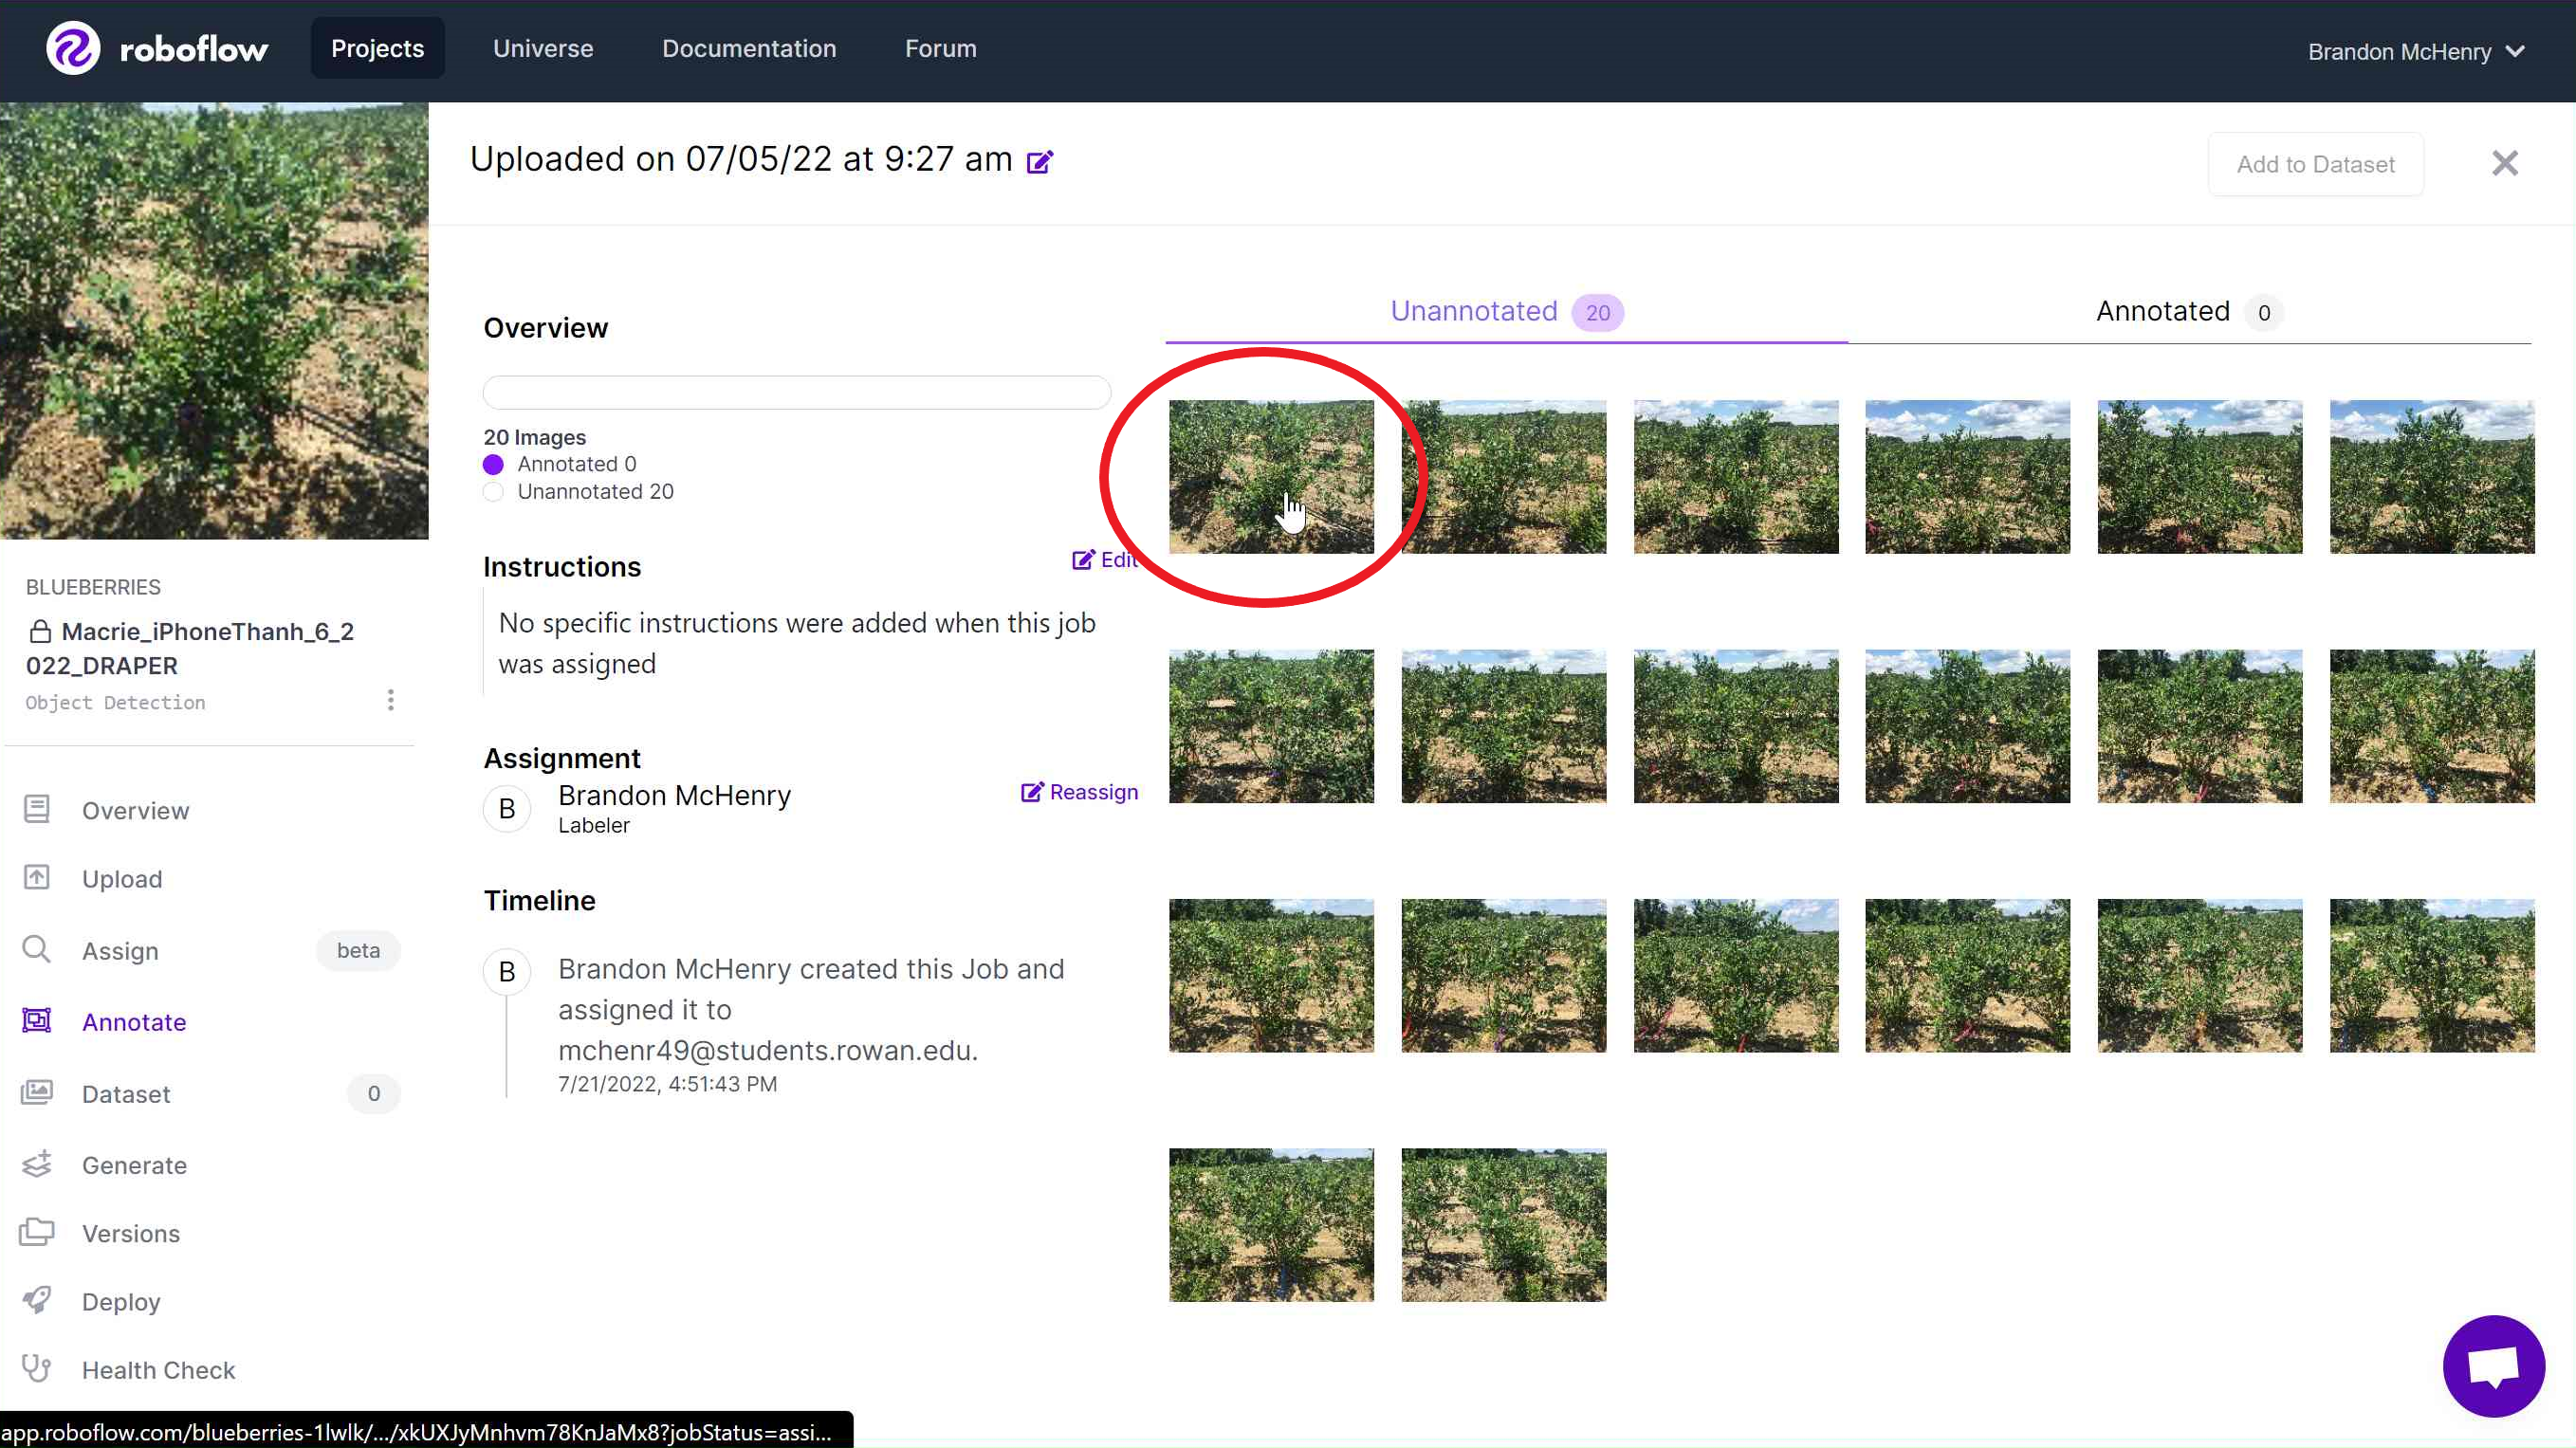 roboflow
Projects
Universe
Documentation
Forum
Brandon McHenry
Uploaded on 07/05/22 at 9:27 am
Add to Dataset
BLUEBERRIES
Macrie_iPhoneThanh_6_2
022_DRAPER
Object Detection
Overview
Upload
Assign
beta
Annotate
Dataset
0
Generate
Versions
Deploy
Health Check
Overview
20 Images
Annotated 0
Unannotated 20
Instructions
Edit
No specific instructions were added when this job
was assigned
Assignment
B
Brandon McHenry
Labeler
Reassign
Timeline
B
Brandon McHenry created this Job and
assigned it to
mchenr49@students.rowan.edu.
7/21/2022, 4:51:43 PM
Unannotated 20
Annotated 0
app.roboflow.com/blueberries-1lwlk/.../xkUXJyMnhvm78KnJaMx8?jobStatus=assi...